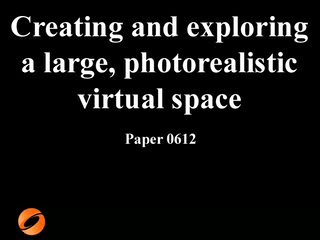 Creating and exploring
a large, photorealistic
virtual space
Paper 0612